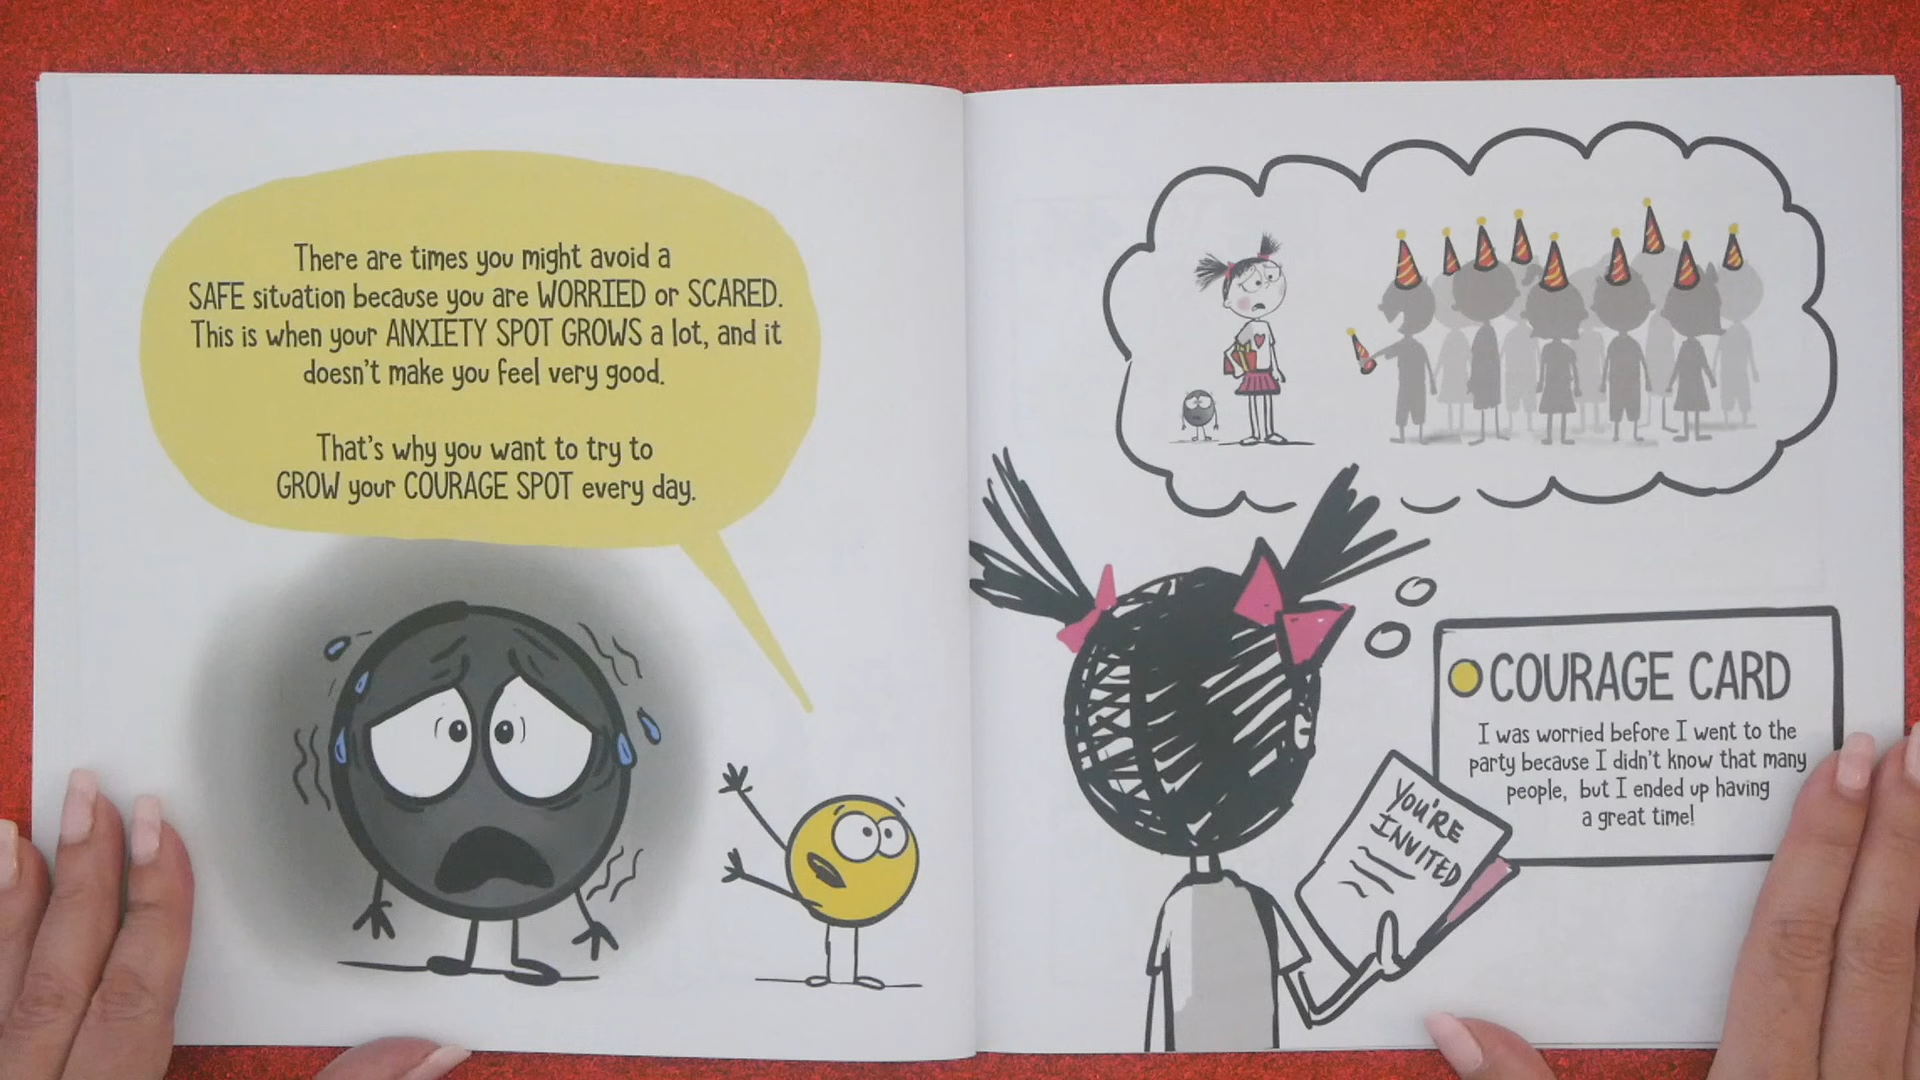 There are times you might avoid a
SAFE situation because you are WORRIED or SCARED.
This is when your ANXIETY SPOT GROWS a lot, and it
doesn't make you feel very good.
That's why you want to try to
GROW your COURAGE SPOT every day.
COURAGE CARD
I was worried before I went to the
party because I didn't know that many
people, but I ended up having
a great time!
YOU'RE
INVITED